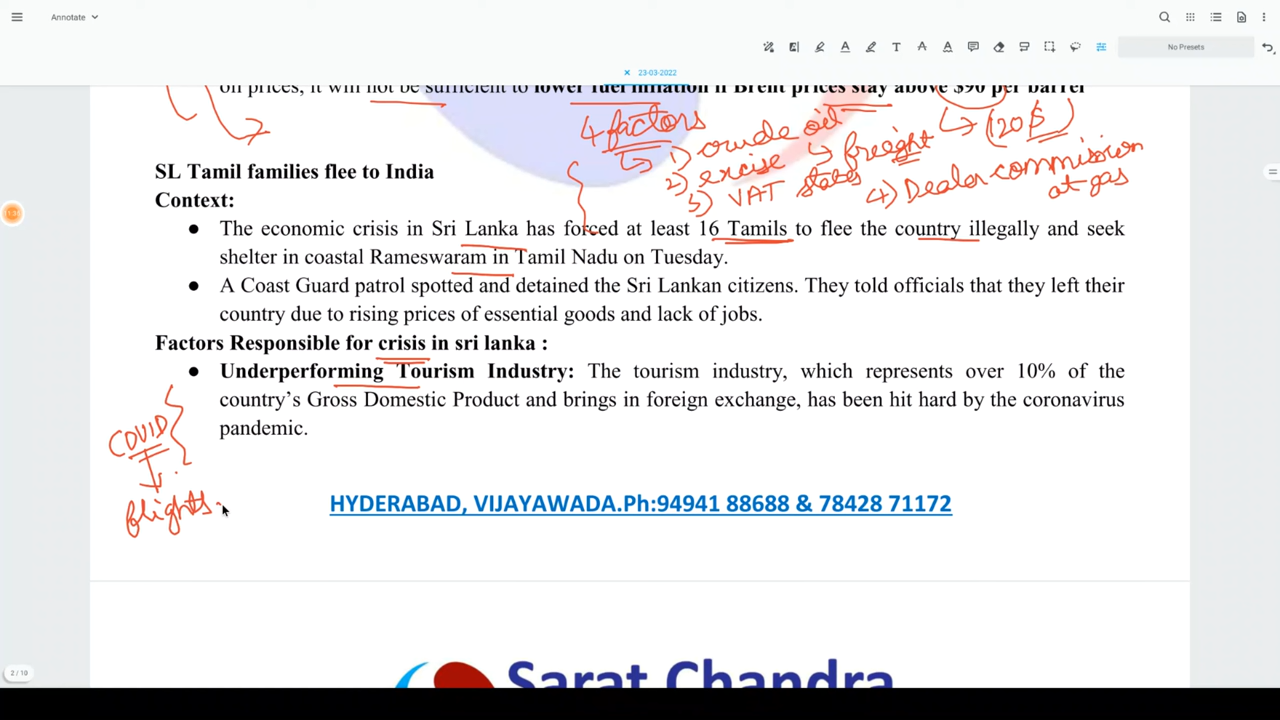 Annotate
No Presets
× 23-03-2022
on prices, it will not be sufficient to lower fuel inflation if Brent prices stay above $90 per barrel
4 factors
(120 $)
1) crude oil
freight
2) excise
3) VAT states
4) Dealer commission
at gas
SL Tamil families flee to India
Context:
● The economic crisis in Sri Lanka has forced at least 16 Tamils to flee the country illegally and seek
shelter in coastal Rameswaram in Tamil Nadu on Tuesday.
● A Coast Guard patrol spotted and detained the Sri Lankan citizens. They told officials that they left their
country due to rising prices of essential goods and lack of jobs.
Factors Responsible for crisis in sri lanka :
● Underperforming Tourism Industry: The tourism industry, which represents over 10% of the
country's Gross Domestic Product and brings in foreign exchange, has been hit hard by the coronavirus
pandemic.
COVID
flights
HYDERABAD, VIJAYAWADA.Ph:94941 88688 & 78428 71172
2 / 10
Sarat Chandra